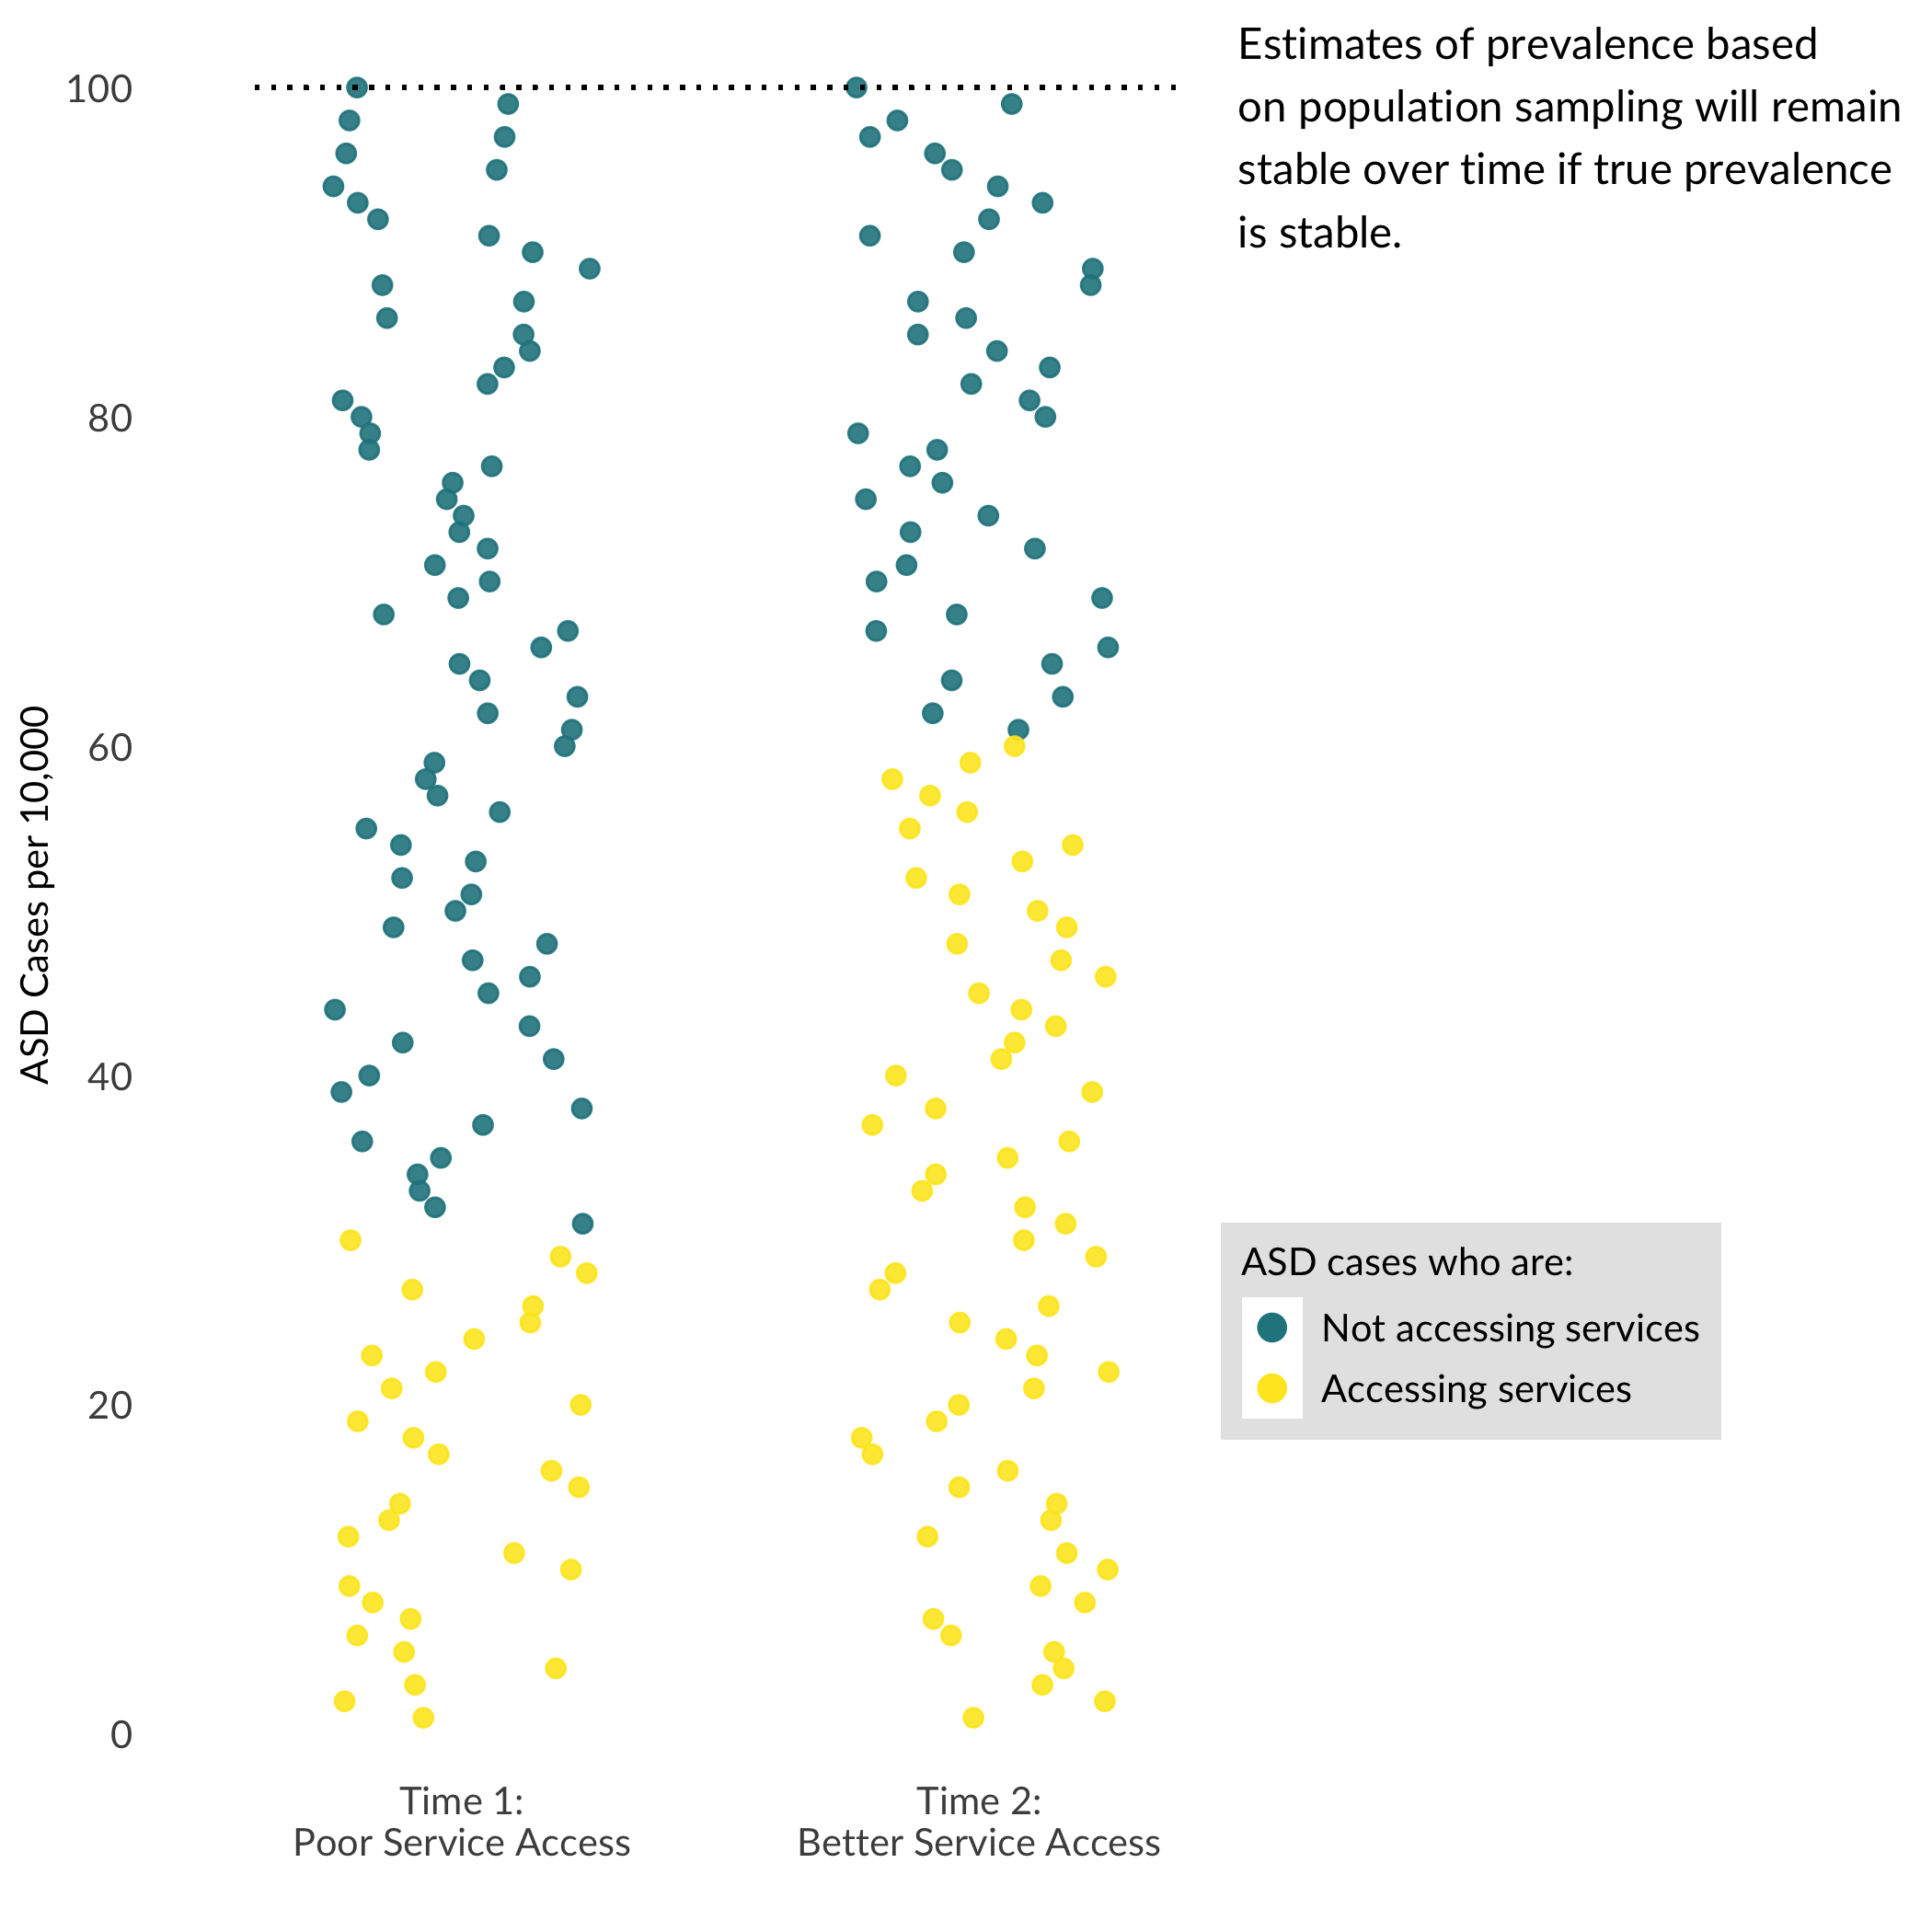 Estimates of prevalence based
on population sampling will remain
stable over time if true prevalence
is stable.
100
80
60
40
20
0
ASD Cases per 10,000
ASD cases who are:
Not accessing services
Accessing services
Time 1:
Poor Service Access
Time 2:
Better Service Access